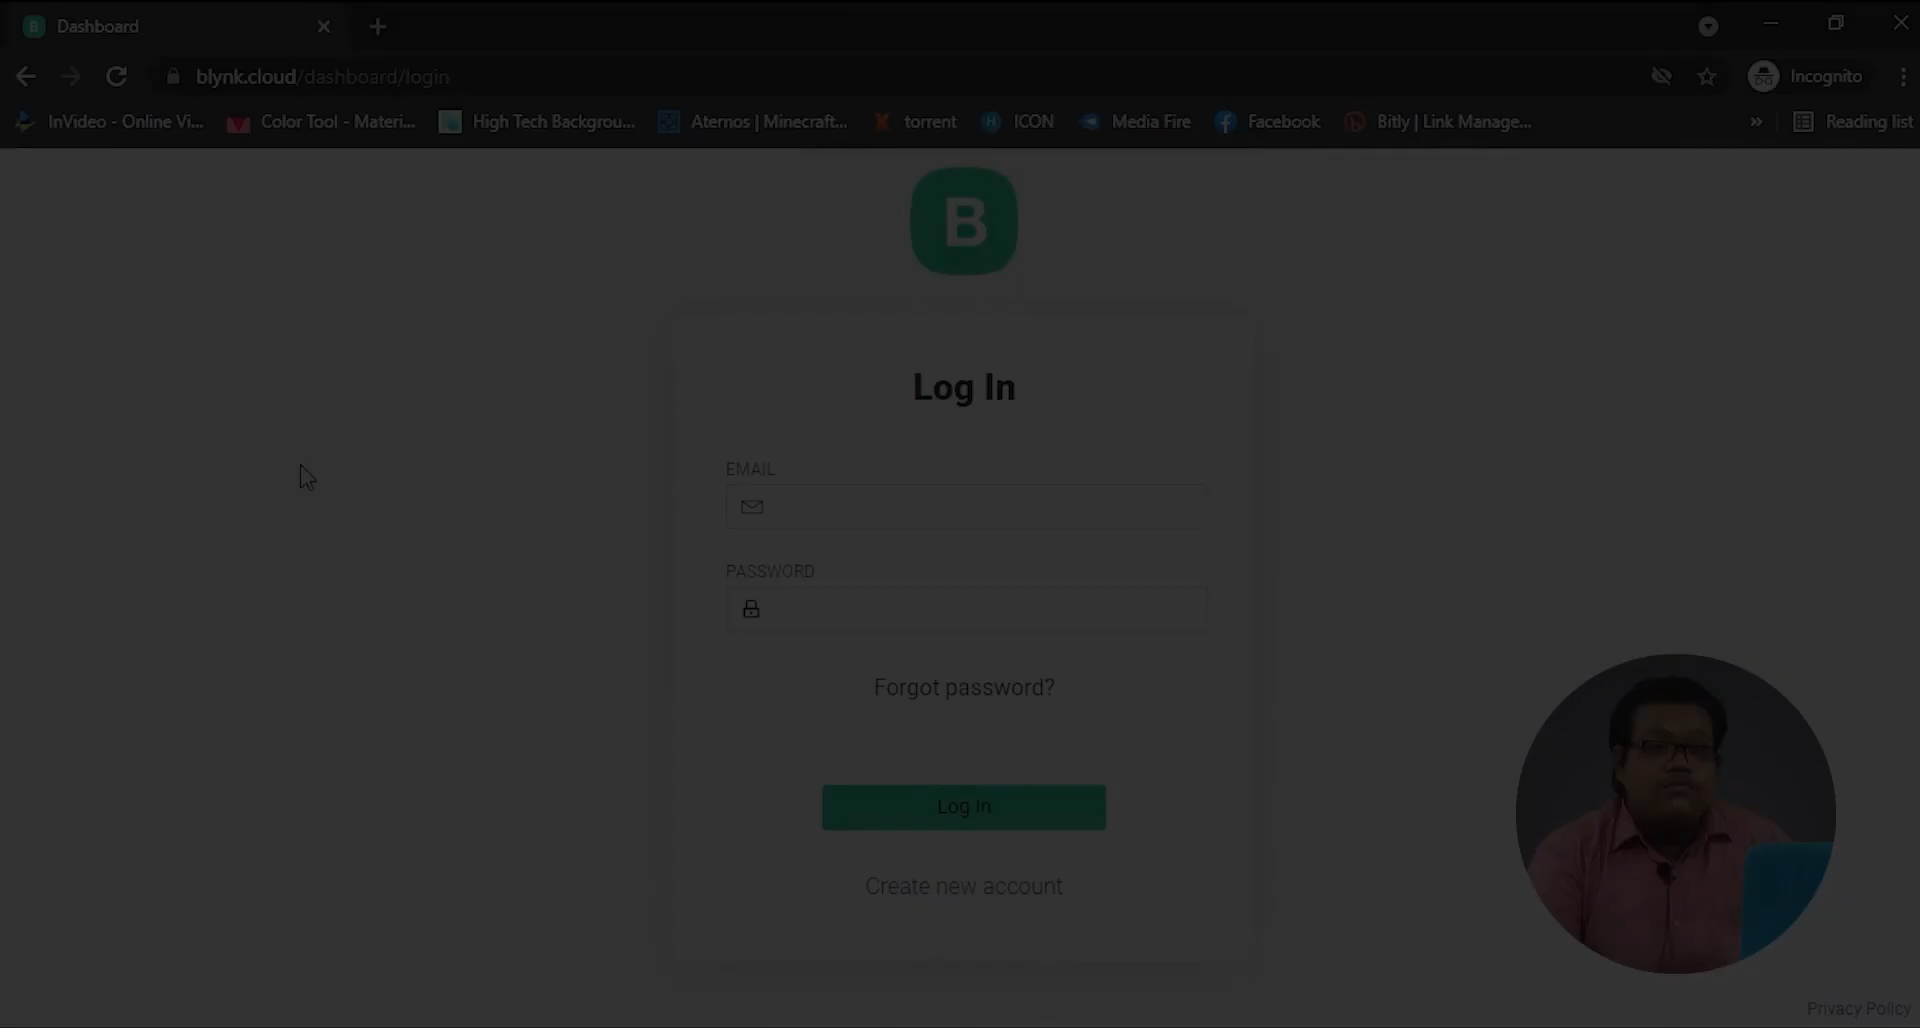 B Dashboard
blynk.cloud/dashboard/login
Incognito
InVideo - Online Vi... Color Tool - Materi... High Tech Backgrou... Aternos | Minecraft... X torrent H ICON Media Fire Facebook Bitly | Link Manage... » Reading list
B
Log In
EMAIL
PASSWORD
Forgot password?
Log In
Create new account
Privacy Policy